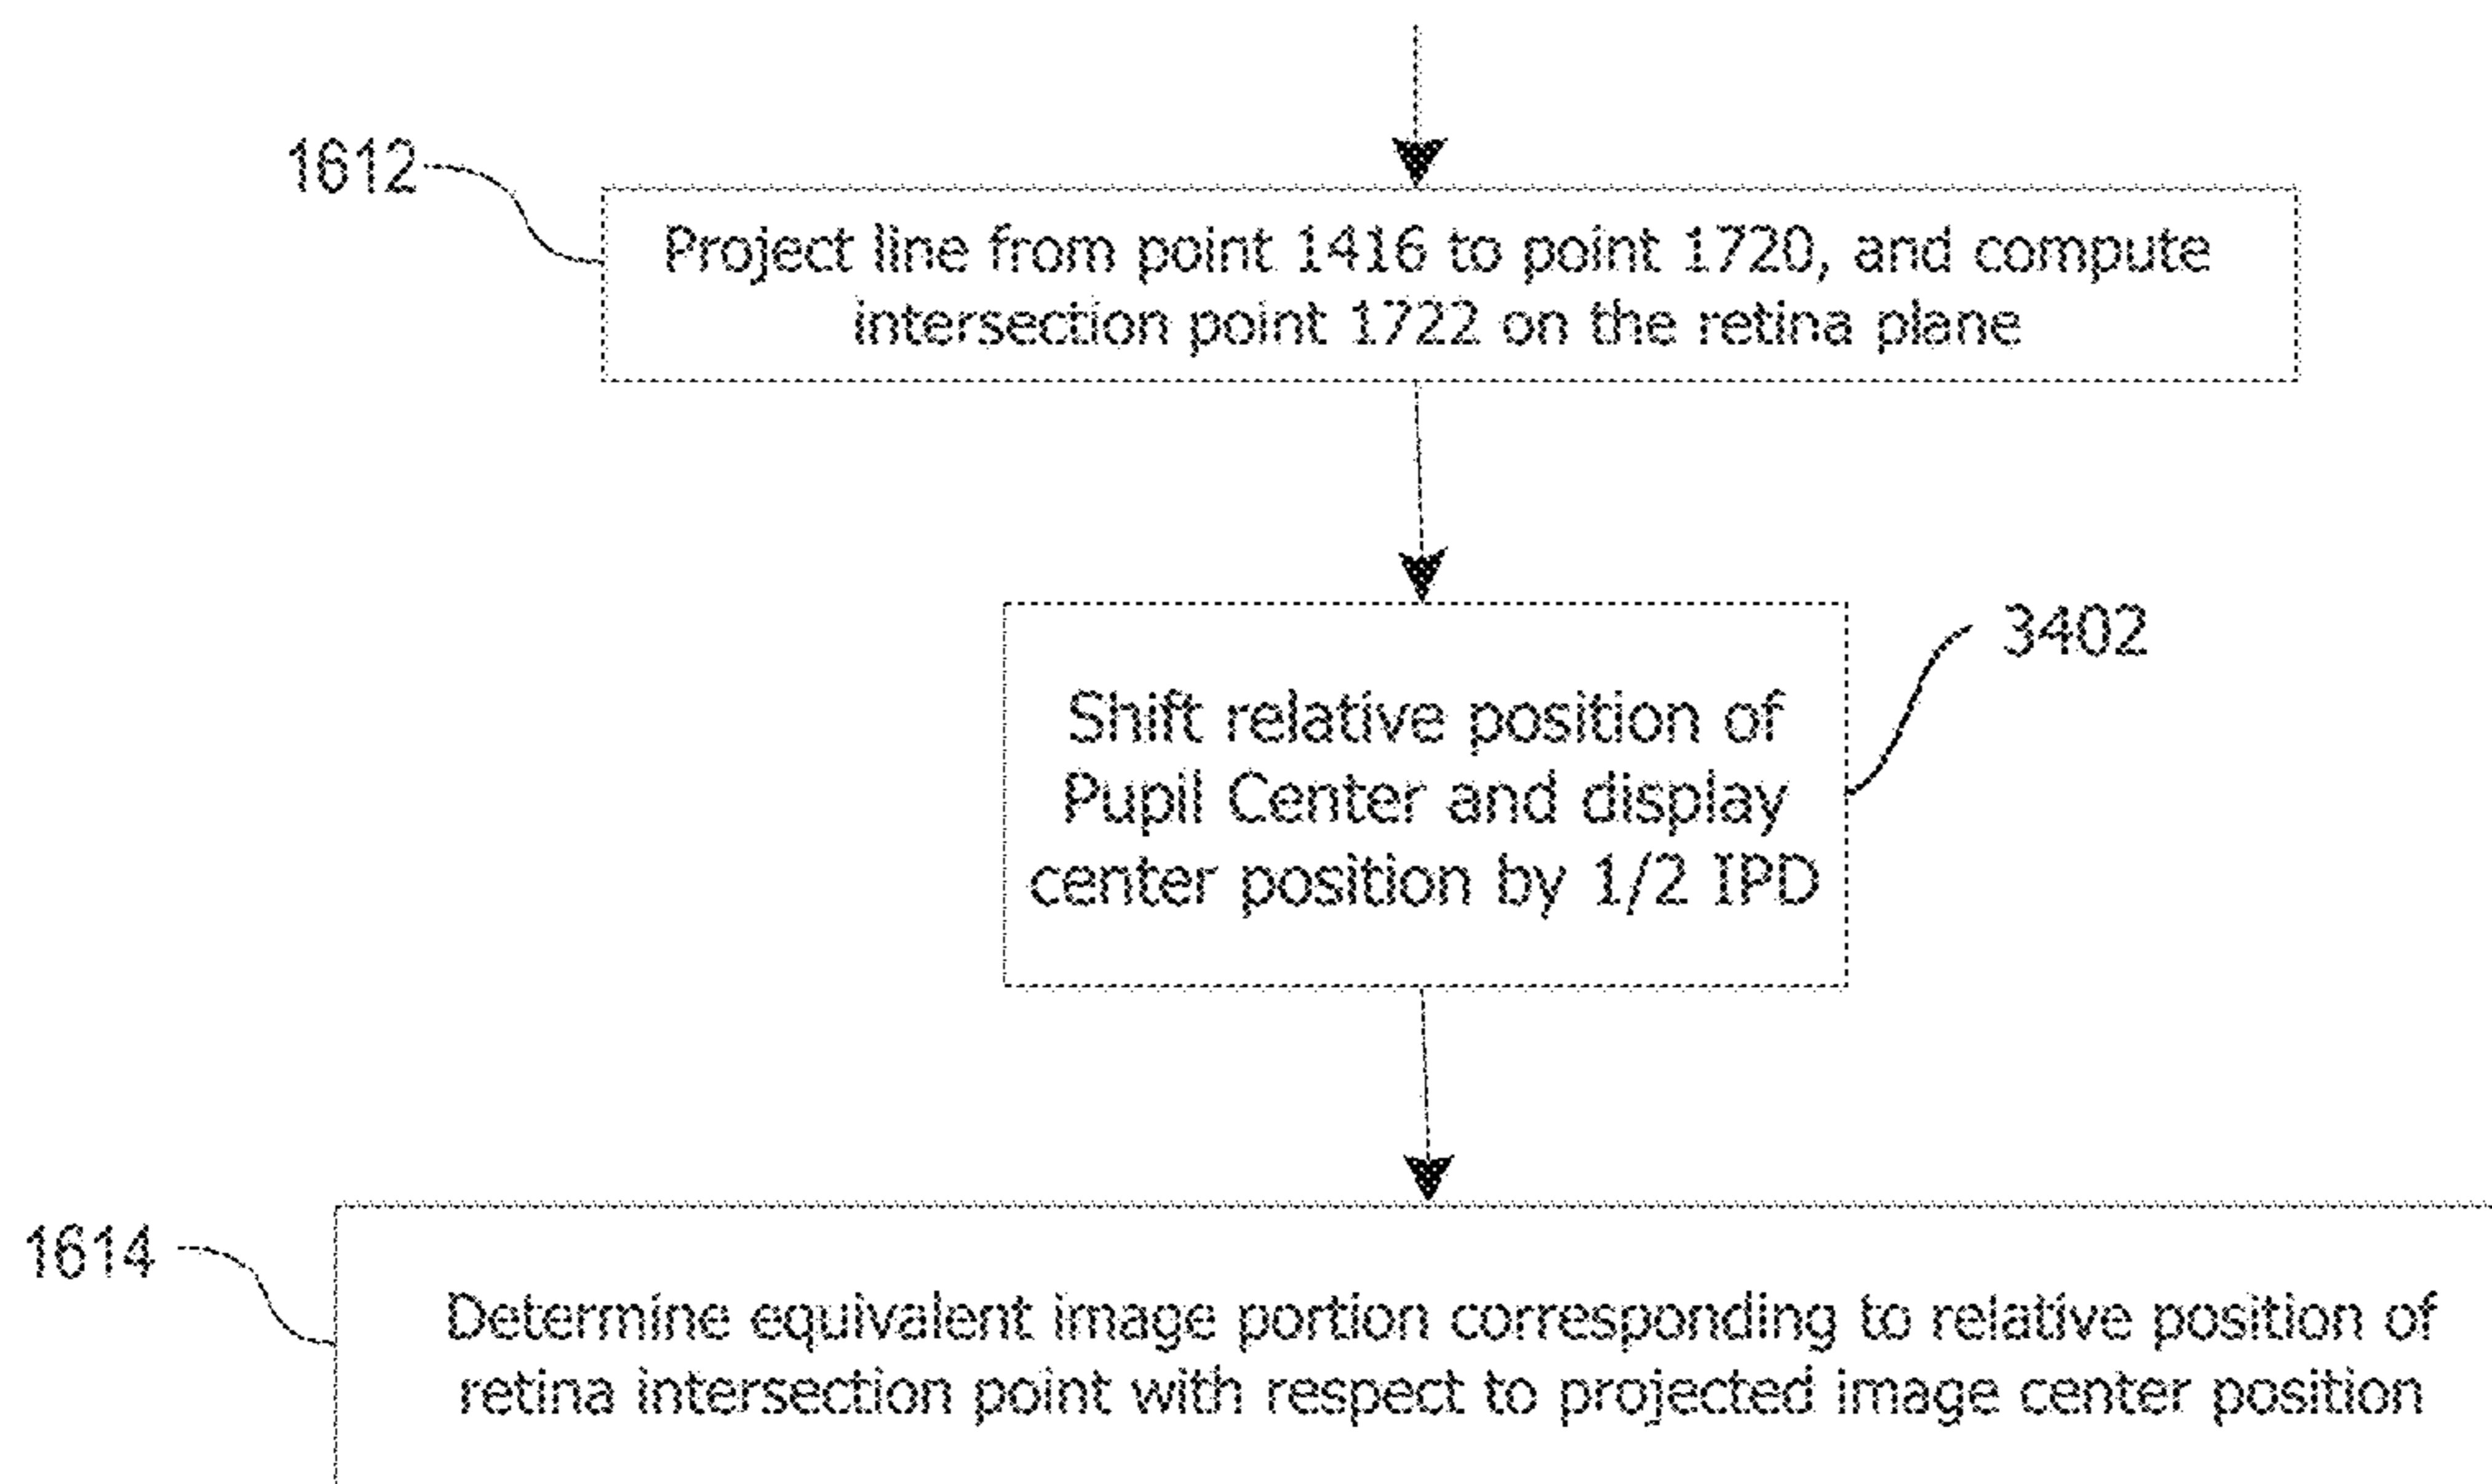 1612
Project line from point 1416 to point 1720, and compute
intersection point 1722 on the retina plane
3402
Shift relative position of
Pupil Center and display
center position by 1/2 IPD
1614
Determine equivalent image portion corresponding to relative position of
retina intersection point with respect to projected image center position